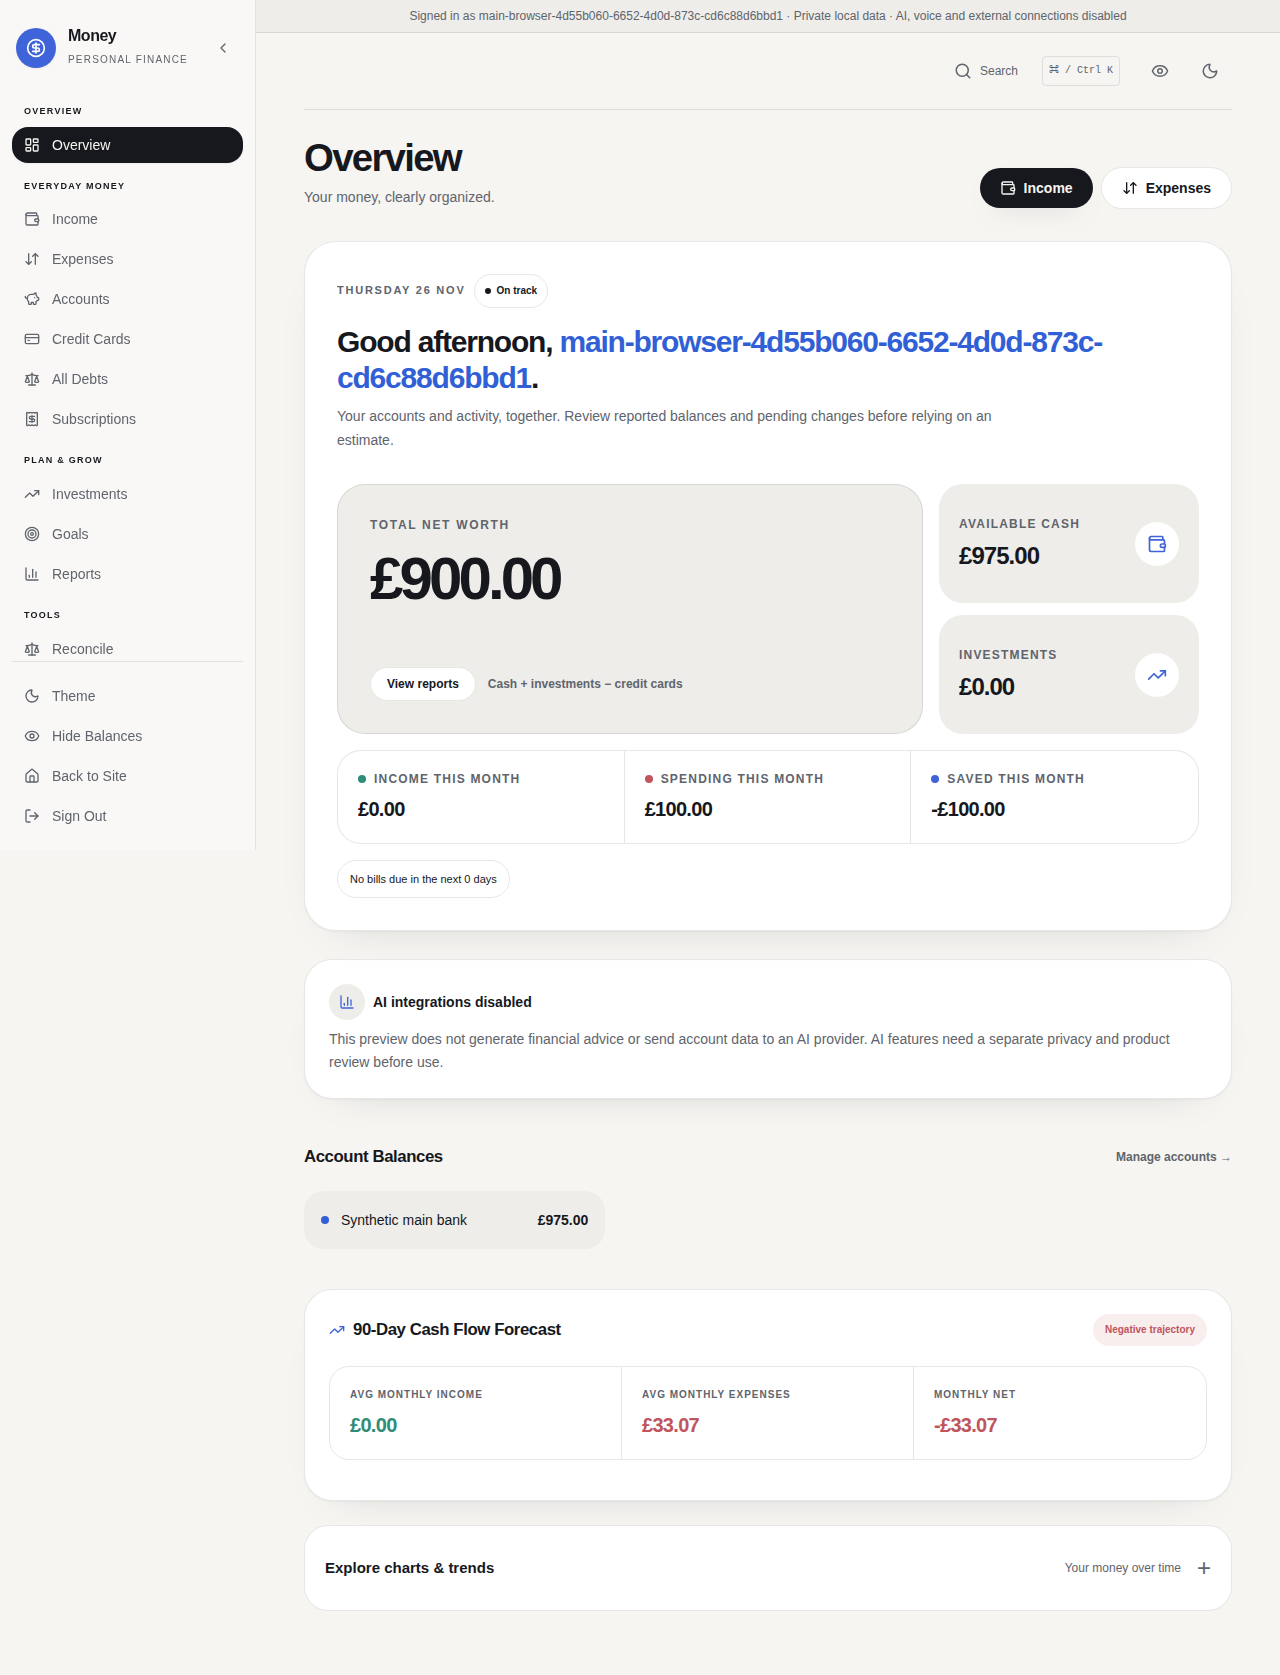 Signed in as main-browser-4d55b060-6652-4d0d-873c-cd6c88d6bbd1 · Private local data · AI, voice and external connections disabled
Money
PERSONAL FINANCE
OVERVIEW
Overview
EVERYDAY MONEY
Income
Expenses
Accounts
Credit Cards
All Debts
Subscriptions
PLAN & GROW
Investments
Goals
Reports
TOOLS
Reconcile
Theme
Hide Balances
Back to Site
Sign Out
Search
⌘ / Ctrl K
Overview
Your money, clearly organized.
Income
Expenses
THURSDAY 26 NOV
On track
Good afternoon, main-browser-4d55b060-6652-4d0d-873c-
cd6c88d6bbd1.
Your accounts and activity, together. Review reported balances and pending changes before relying on an
estimate.
TOTAL NET WORTH
£900.00
View reports
Cash + investments − credit cards
AVAILABLE CASH
£975.00
INVESTMENTS
£0.00
INCOME THIS MONTH
£0.00
SPENDING THIS MONTH
£100.00
SAVED THIS MONTH
-£100.00
No bills due in the next 0 days
AI integrations disabled
This preview does not generate financial advice or send account data to an AI provider. AI features need a separate privacy and product
review before use.
Account Balances
Manage accounts →
Synthetic main bank
£975.00
90-Day Cash Flow Forecast
Negative trajectory
AVG MONTHLY INCOME
£0.00
AVG MONTHLY EXPENSES
£33.07
MONTHLY NET
-£33.07
Explore charts & trends
Your money over time